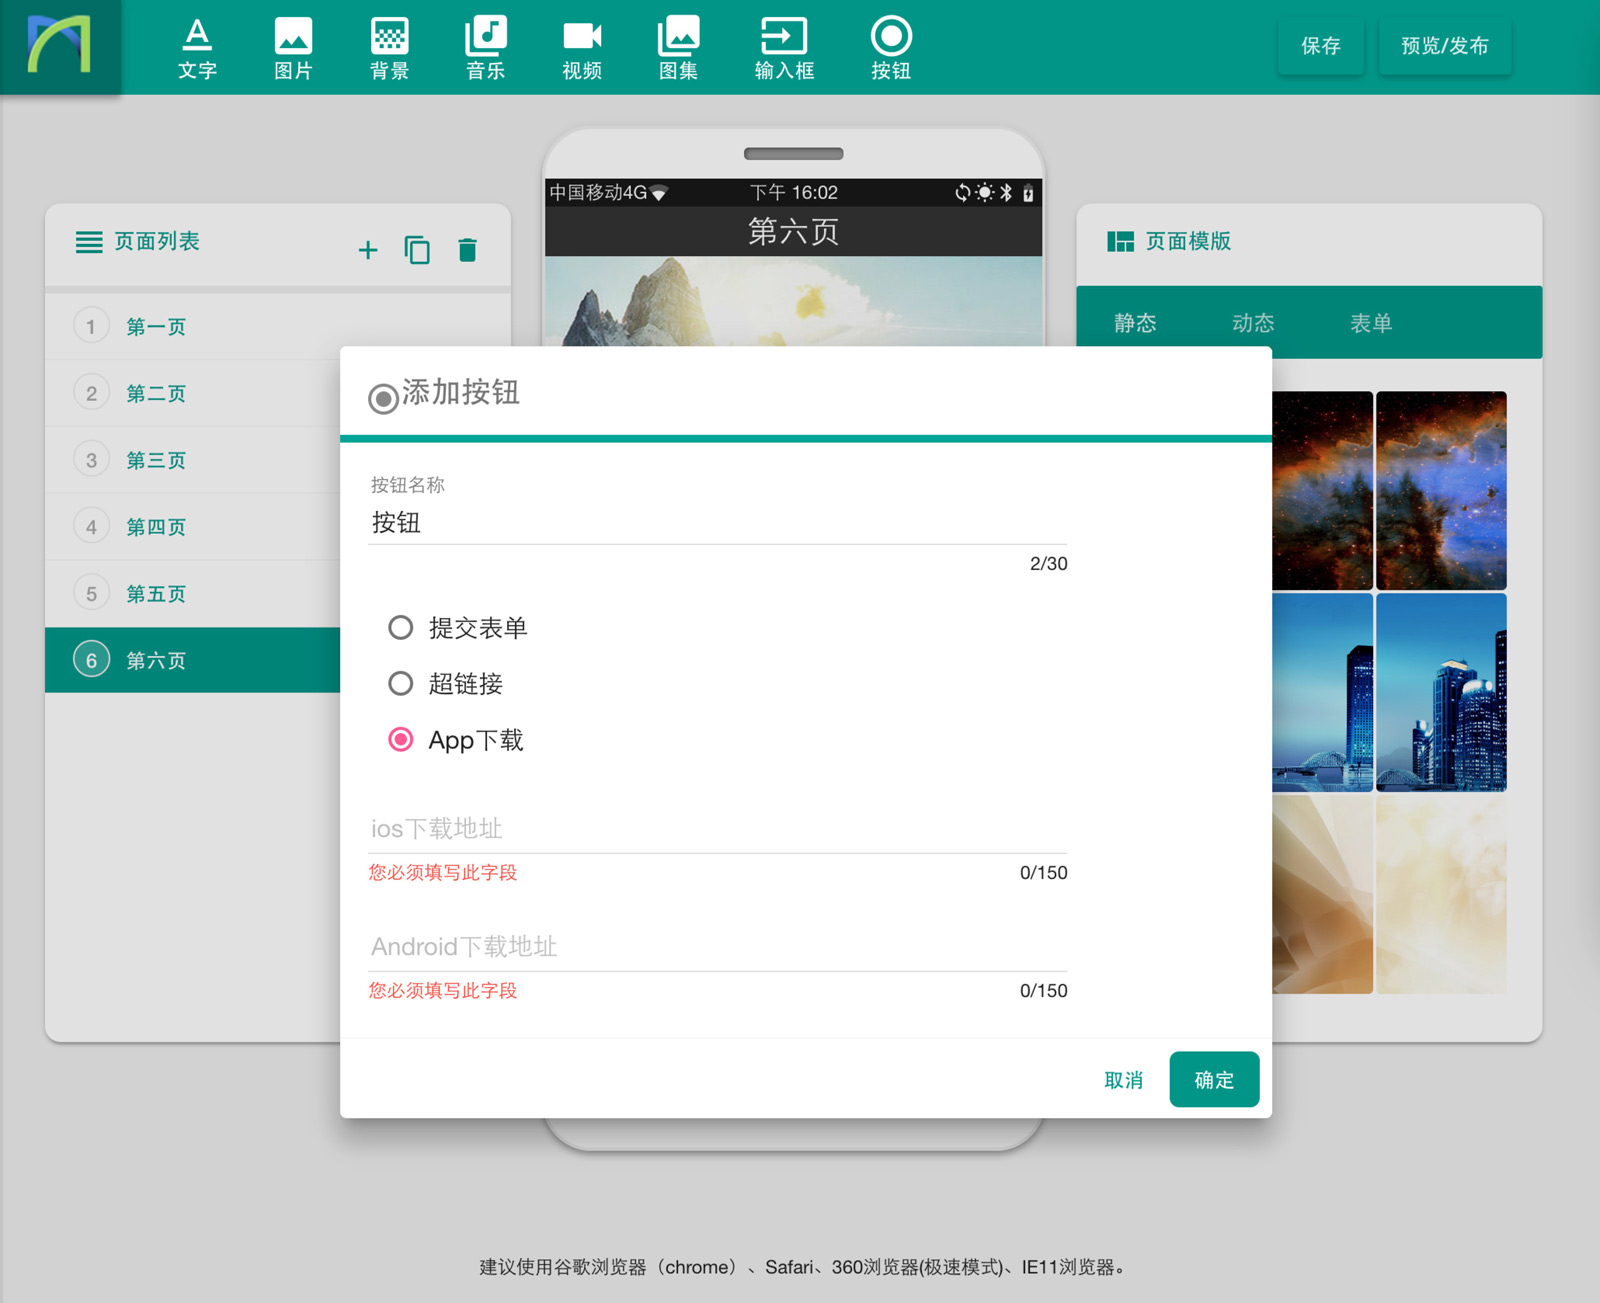 文字
图片
背景
音乐
视频
图集
输入框
按钮
保存
预览/发布
中国移动4G
下午 16:02
第六页
页面列表
1 第一页
2 第二页
3 第三页
4 第四页
5 第五页
6 第六页
页面模版
静态
动态
表单
添加按钮
按钮名称
按钮
2/30
提交表单
超链接
App下载
ios下载地址
您必须填写此字段
0/150
Android下载地址
您必须填写此字段
0/150
取消
确定
建议使用谷歌浏览器（chrome）、Safari、360浏览器(极速模式)、IE11浏览器。